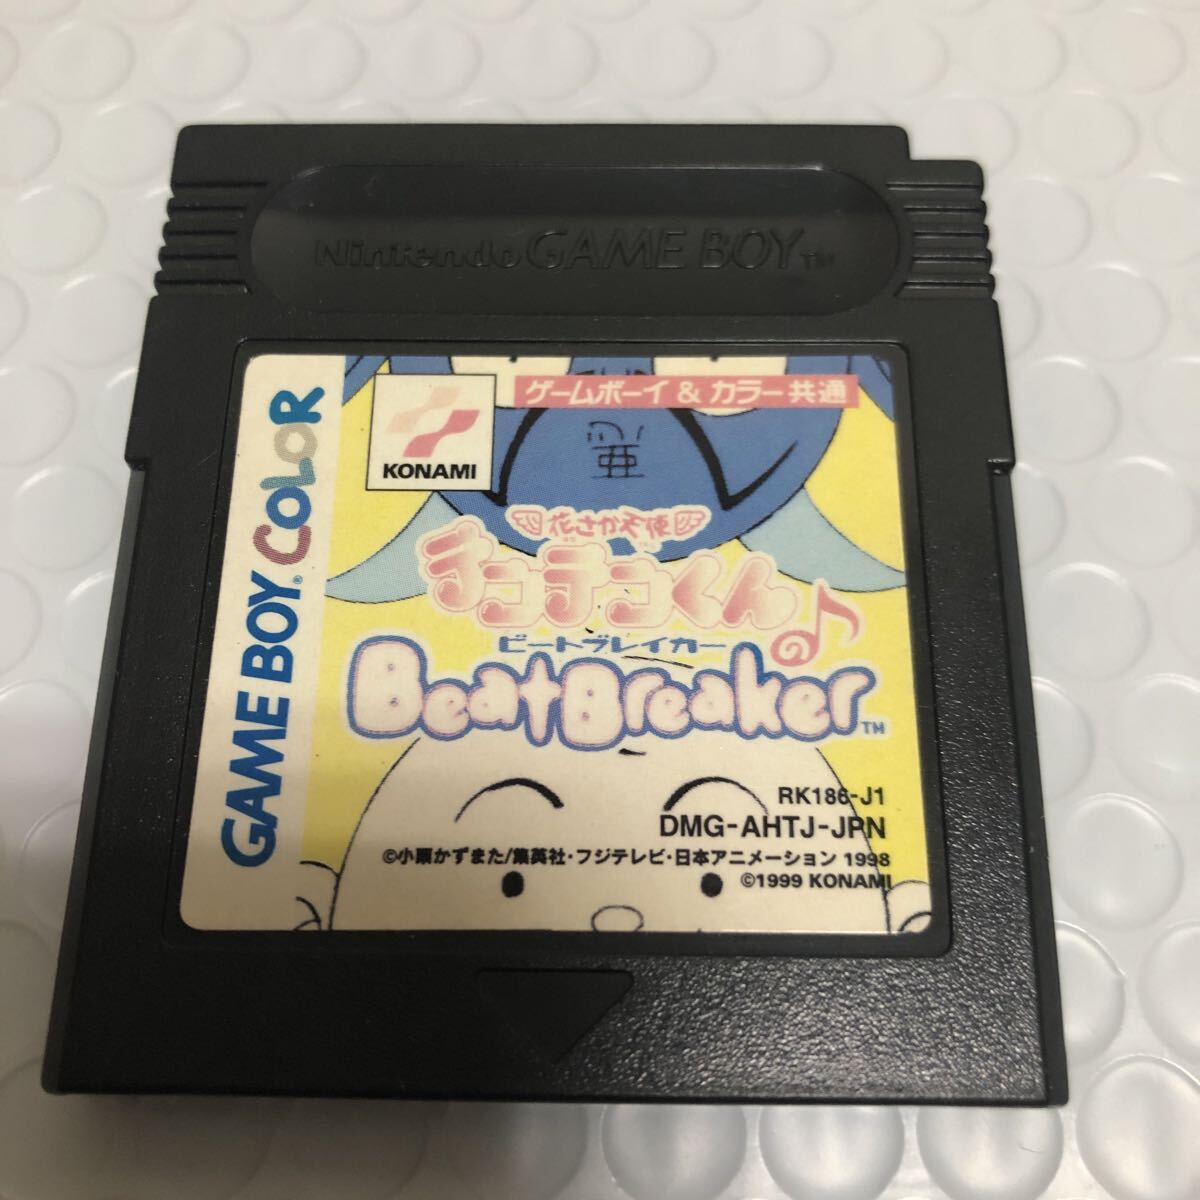 Nintendo GAME BOY™
GAME BOY COLOR
KONAMI
ゲームボーイ & カラー共通
悪
花さか天使
テンテンくん
の
ビートブレイカー
BeatBreaker™
RK186-J1
DMG-AHTJ-JPN
©小栗かずまた/集英社・フジテレビ・日本アニメーション 1998
©1999 KONAMI